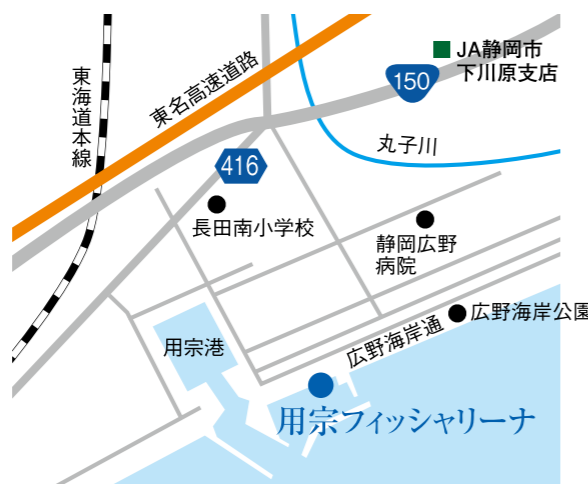 JA静岡市
下川原支店
150
東名高速道路
東海道本線
丸子川
416
長田南小学校
静岡広野
病院
広野海岸公園
用宗港
広野海岸通
用宗フィッシャリーナ